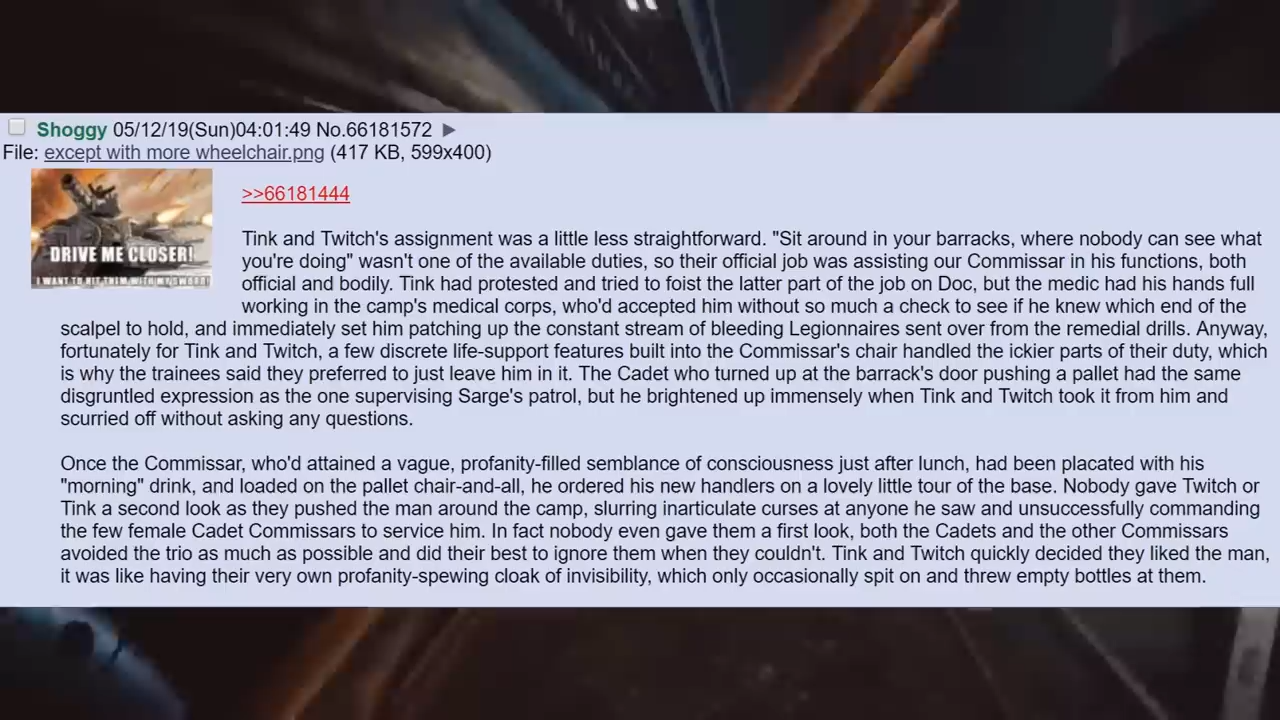 Shoggy 05/12/19(Sun)04:01:49 No.66181572 ▶
File: except with more wheelchair.png (417 KB, 599x400)
DRIVE ME CLOSER!
I WANT TO HIT THEM WITH MY SWORD!
>>66181444
Tink and Twitch's assignment was a little less straightforward. "Sit around in your barracks, where nobody can see what
you're doing" wasn't one of the available duties, so their official job was assisting our Commissar in his functions, both
official and bodily. Tink had protested and tried to foist the latter part of the job on Doc, but the medic had his hands full
working in the camp's medical corps, who'd accepted him without so much a check to see if he knew which end of the
scalpel to hold, and immediately set him patching up the constant stream of bleeding Legionnaires sent over from the remedial drills. Anyway,
fortunately for Tink and Twitch, a few discrete life-support features built into the Commissar's chair handled the ickier parts of their duty, which
is why the trainees said they preferred to just leave him in it. The Cadet who turned up at the barrack's door pushing a pallet had the same
disgruntled expression as the one supervising Sarge's patrol, but he brightened up immensely when Tink and Twitch took it from him and
scurried off without asking any questions.
Once the Commissar, who'd attained a vague, profanity-filled semblance of consciousness just after lunch, had been placated with his
"morning" drink, and loaded on the pallet chair-and-all, he ordered his new handlers on a lovely little tour of the base. Nobody gave Twitch or
Tink a second look as they pushed the man around the camp, slurring inarticulate curses at anyone he saw and unsuccessfully commanding
the few female Cadet Commissars to service him. In fact nobody even gave them a first look, both the Cadets and the other Commissars
avoided the trio as much as possible and did their best to ignore them when they couldn't. Tink and Twitch quickly decided they liked the man,
it was like having their very own profanity-spewing cloak of invisibility, which only occasionally spit on and threw empty bottles at them.